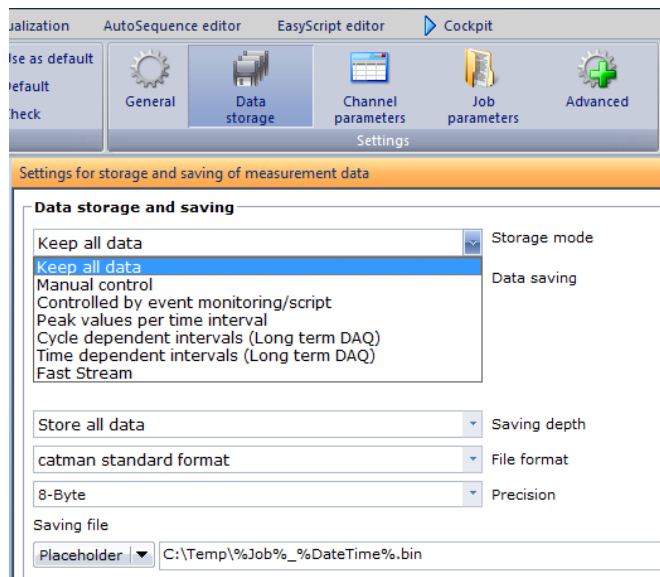 ualization AutoSequence editor EasyScript editor Cockpit
Use as default
Default
Check
General
Data storage
Channel parameters
Job parameters
Advanced
Settings
Settings for storage and saving of measurement data
Data storage and saving
Keep all data Storage mode
Keep all data
Manual control
Controlled by event monitoring/script
Peak values per time interval
Cycle dependent intervals (Long term DAQ)
Time dependent intervals (Long term DAQ)
Fast Stream
Data saving
Store all data Saving depth
catman standard format File format
8-Byte Precision
Saving file
Placeholder C:\Temp\%Job%_%DateTime%.bin